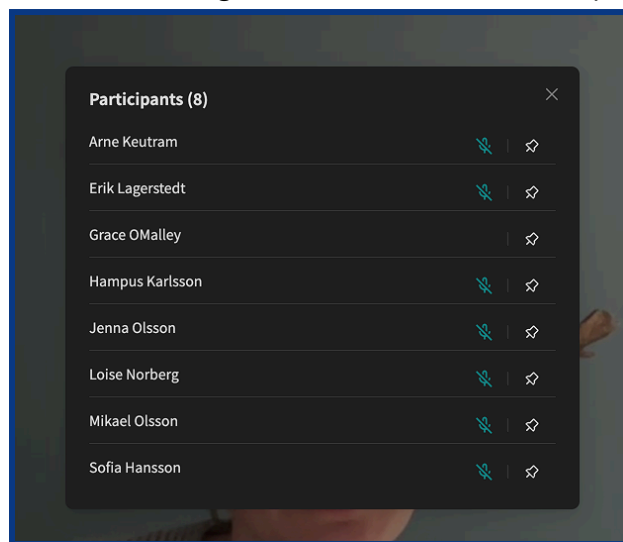 Participants (8)
Arne Keutram
Erik Lagerstedt
Grace OMalley
Hampus Karlsson
Jenna Olsson
Loise Norberg
Mikael Olsson
Sofia Hansson